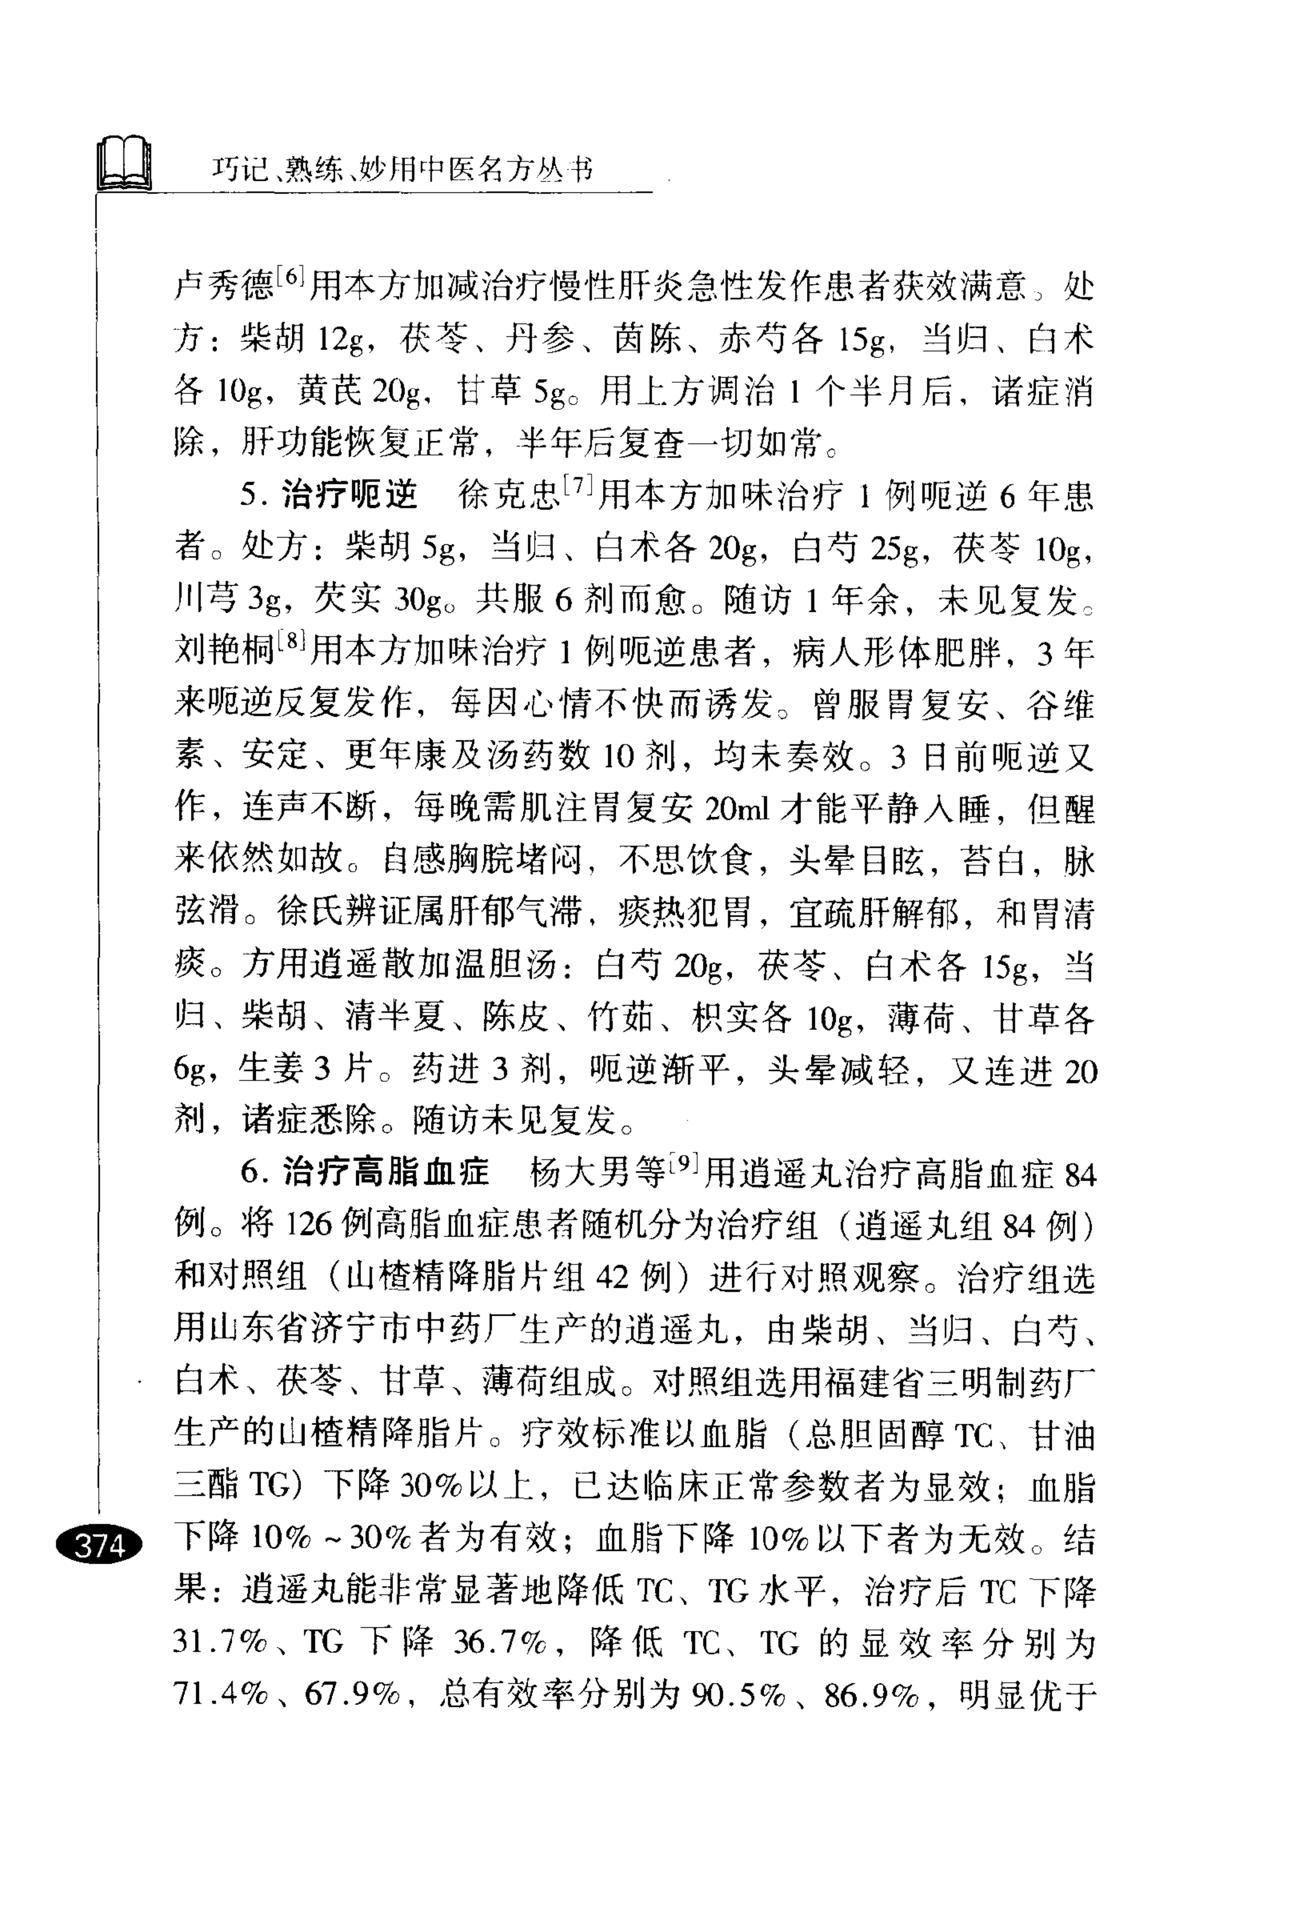 巧记、熟练、妙用中医名方丛书
卢秀德[6]用本方加减治疗慢性肝炎急性发作患者获效满意。处
方：柴胡 12g，茯苓、丹参、茵陈、赤芍各 15g，当归、白术
各 10g，黄芪 20g，甘草 5g。用上方调治 1 个半月后，诸症消
除，肝功能恢复正常，半年后复查一切如常。
5. 治疗呃逆　徐克忠[7]用本方加味治疗 1 例呃逆 6 年患
者。处方：柴胡 5g，当归、白术各 20g，白芍 25g，茯苓 10g，
川芎 3g，芡实 30g。共服 6 剂而愈。随访 1 年余，未见复发。
刘艳桐[8]用本方加味治疗 1 例呃逆患者，病人形体肥胖，3 年
来呃逆反复发作，每因心情不快而诱发。曾服胃复安、谷维
素、安定、更年康及汤药数 10 剂，均未奏效。3 日前呃逆又
作，连声不断，每晚需肌注胃复安 20ml 才能平静入睡，但醒
来依然如故。自感胸脘堵闷，不思饮食，头晕目眩，苔白，脉
弦滑。徐氏辨证属肝郁气滞，痰热犯胃，宜疏肝解郁，和胃清
痰。方用逍遥散加温胆汤：白芍 20g，茯苓、白术各 15g，当
归、柴胡、清半夏、陈皮、竹茹、枳实各 10g，薄荷、甘草各
6g，生姜 3 片。药进 3 剂，呃逆渐平，头晕减轻，又连进 20
剂，诸症悉除。随访未见复发。
6. 治疗高脂血症　杨大男等[9]用逍遥丸治疗高脂血症 84
例。将 126 例高脂血症患者随机分为治疗组（逍遥丸组 84 例）
和对照组（山楂精降脂片组 42 例）进行对照观察。治疗组选
用山东省济宁市中药厂生产的逍遥丸，由柴胡、当归、白芍、
白术、茯苓、甘草、薄荷组成。对照组选用福建省三明制药厂
生产的山楂精降脂片。疗效标准以血脂（总胆固醇 TC、甘油
三酯 TG）下降 30%以上，已达临床正常参数者为显效；血脂
下降 10%～30%者为有效；血脂下降 10%以下者为无效。结
果：逍遥丸能非常显著地降低 TC、TG 水平，治疗后 TC 下降
31.7%、TG 下降 36.7%，降低 TC、TG 的显效率分别为
71.4%、67.9%，总有效率分别为 90.5%、86.9%，明显优于
374